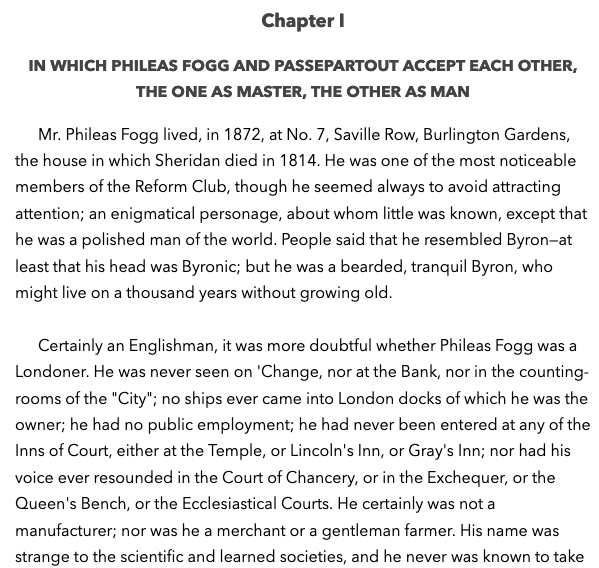 Chapter I
IN WHICH PHILEAS FOGG AND PASSEPARTOUT ACCEPT EACH OTHER,
THE ONE AS MASTER, THE OTHER AS MAN
Mr. Phileas Fogg lived, in 1872, at No. 7, Saville Row, Burlington Gardens,
the house in which Sheridan died in 1814. He was one of the most noticeable
members of the Reform Club, though he seemed always to avoid attracting
attention; an enigmatical personage, about whom little was known, except that
he was a polished man of the world. People said that he resembled Byron—at
least that his head was Byronic; but he was a bearded, tranquil Byron, who
might live on a thousand years without growing old.
Certainly an Englishman, it was more doubtful whether Phileas Fogg was a
Londoner. He was never seen on 'Change, nor at the Bank, nor in the counting-
rooms of the "City"; no ships ever came into London docks of which he was the
owner; he had no public employment; he had never been entered at any of the
Inns of Court, either at the Temple, or Lincoln's Inn, or Gray's Inn; nor had his
voice ever resounded in the Court of Chancery, or in the Exchequer, or the
Queen's Bench, or the Ecclesiastical Courts. He certainly was not a
manufacturer; nor was he a merchant or a gentleman farmer. His name was
strange to the scientific and learned societies, and he never was known to take